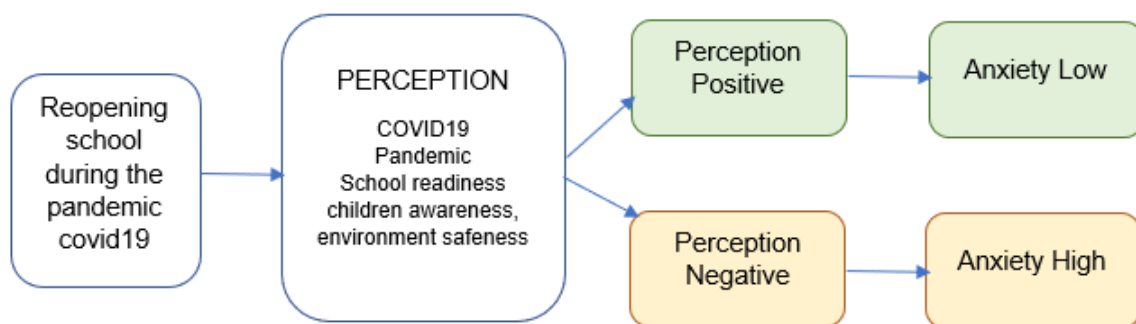 Reopening
school
during the
pandemic
covid19
PERCEPTION
COVID19
Pandemic
School readiness
children awareness,
environment safeness
Perception
Positive
Anxiety Low
Perception
Negative
Anxiety High